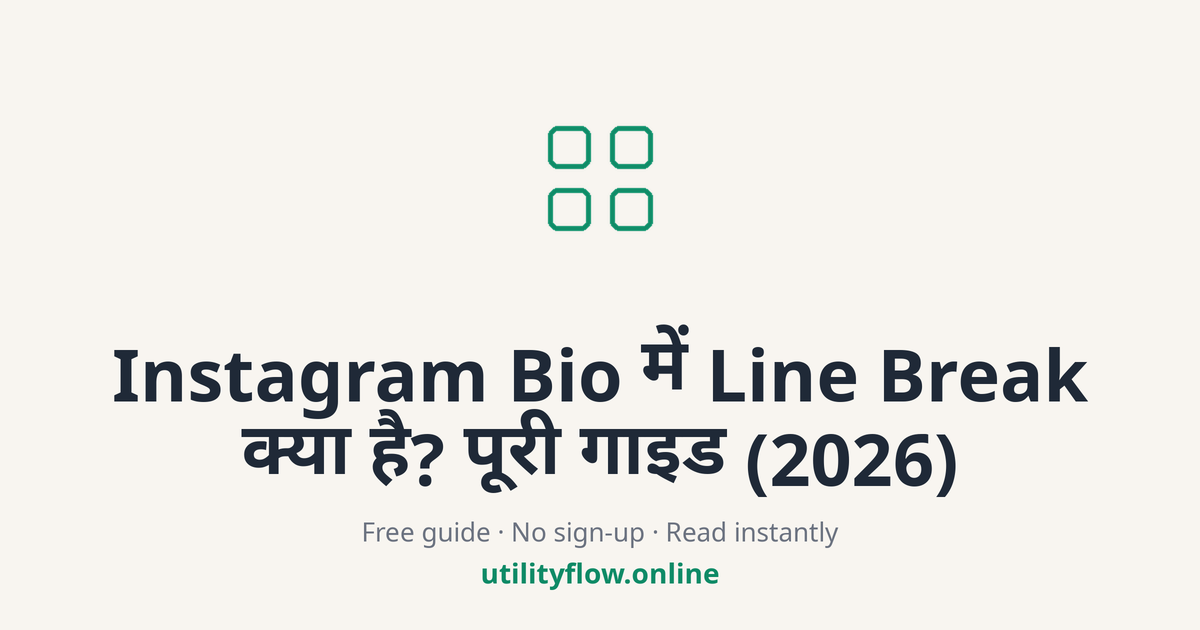 Instagram Bio में Line Break
क्या है? पूरी गाइड (2026)
Free guide · No sign-up · Read instantly
utilityflow.online